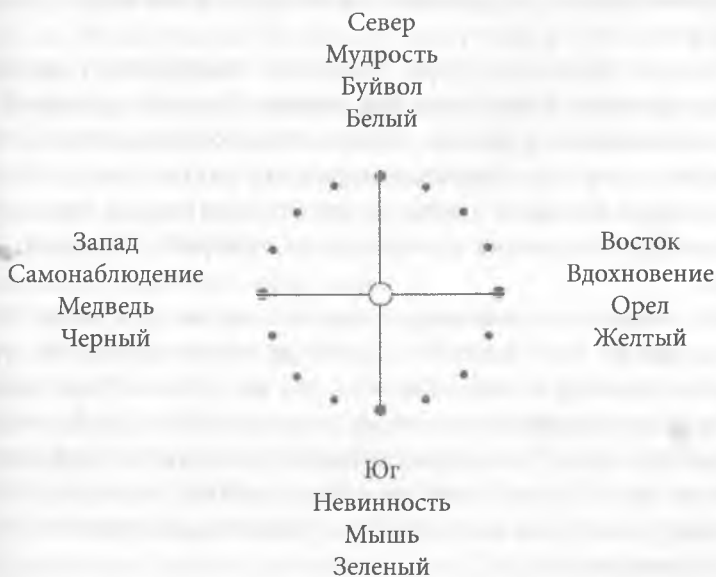 Север
Мудрость
Буйвол
Белый
Запад
Самонаблюдение
Медведь
Черный
Восток
Вдохновение
Орел
Желтый
Юг
Невинность
Мышь
Зеленый